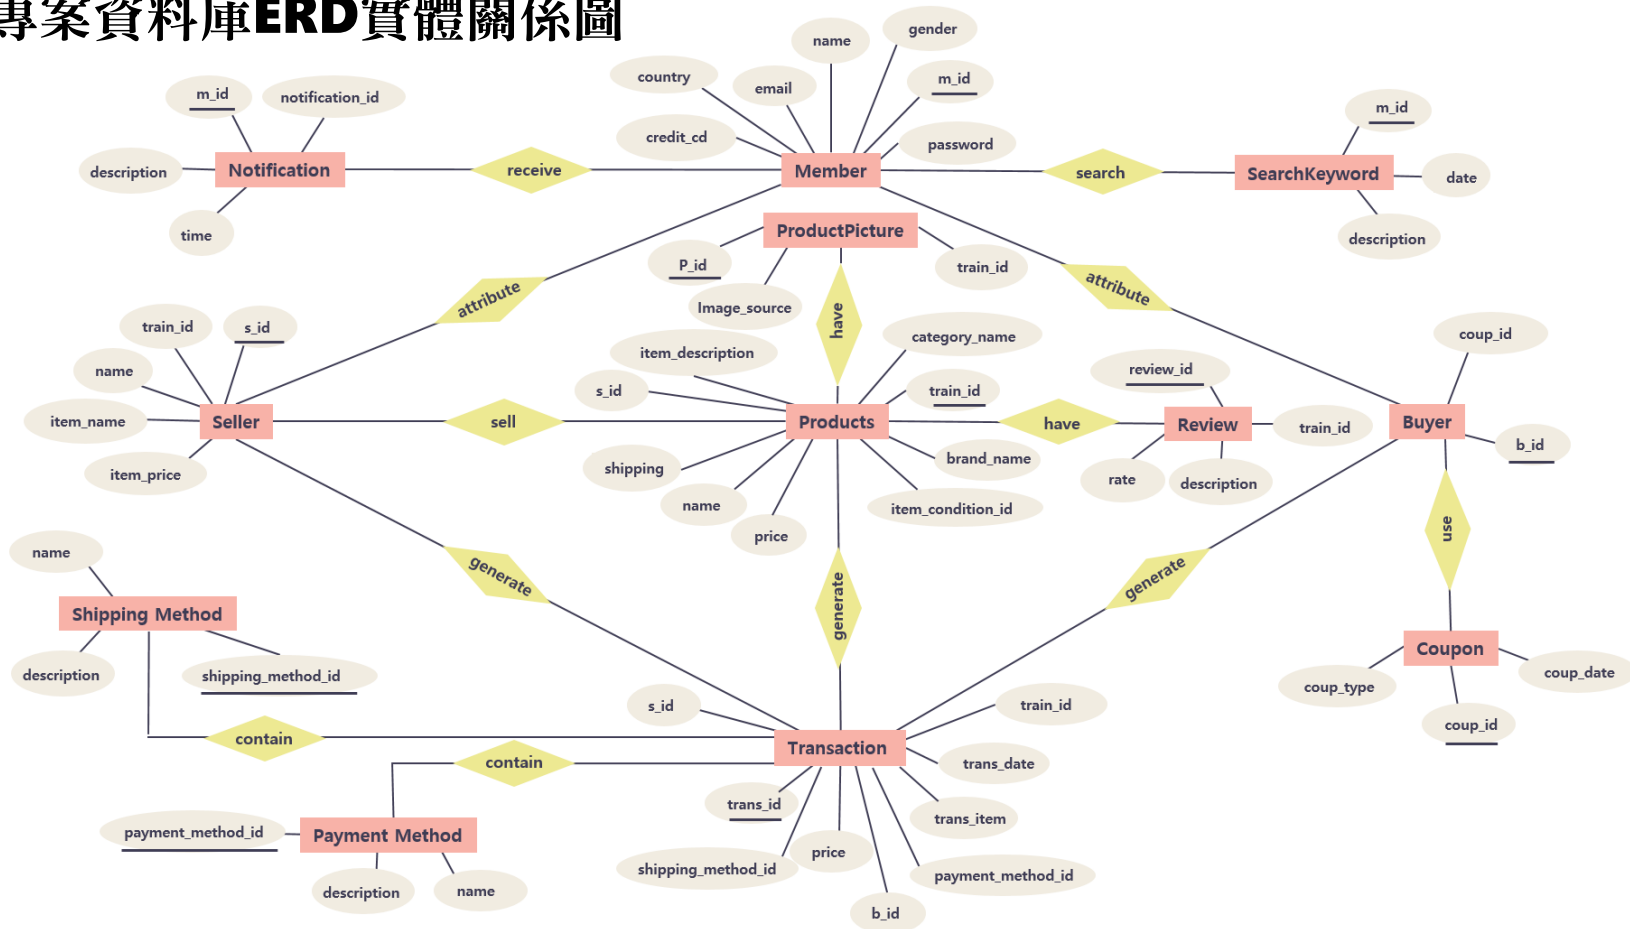 專案資料庫ERD實體關係圖
name
gender
country
email
m_id
credit_cd
password
Member
m_id
notification_id
description
Notification
time
receive
search
m_id
SearchKeyword
date
description
ProductPicture
P_id
Image_source
train_id
attribute
attribute
have
train_id
s_id
name
item_name
Seller
item_price
sell
item_description
category_name
s_id
train_id
Products
shipping
brand_name
name
item_condition_id
price
have
review_id
Review
train_id
rate
description
coup_id
Buyer
b_id
use
generate
generate
generate
name
Shipping Method
description
shipping_method_id
contain
Coupon
coup_type
coup_date
coup_id
s_id
train_id
Transaction
trans_date
contain
trans_id
trans_item
price
shipping_method_id
payment_method_id
b_id
payment_method_id
Payment Method
description
name